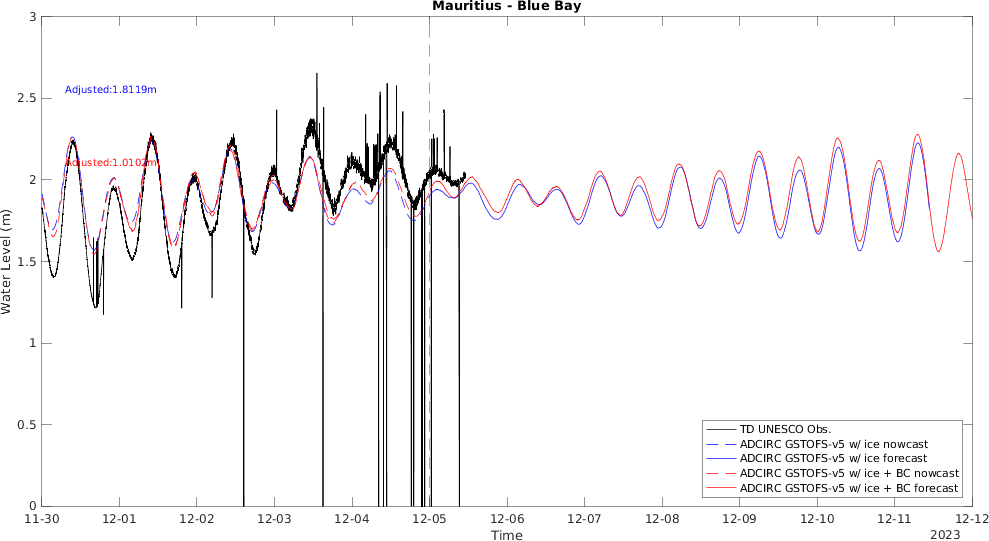 Mauritius - Blue Bay
3
2.5
2
1.5
1
0.5
0
Water Level (m)
Adjusted:1.8119m
Adjusted:1.0102m
TD UNESCO Obs.
ADCIRC GSTOFS-v5 w/ ice nowcast
ADCIRC GSTOFS-v5 w/ ice forecast
ADCIRC GSTOFS-v5 w/ ice + BC nowcast
ADCIRC GSTOFS-v5 w/ ice + BC forecast
11-30 12-01 12-02 12-03 12-04 12-05 12-06 12-07 12-08 12-09 12-10 12-11 12-12
Time
2023